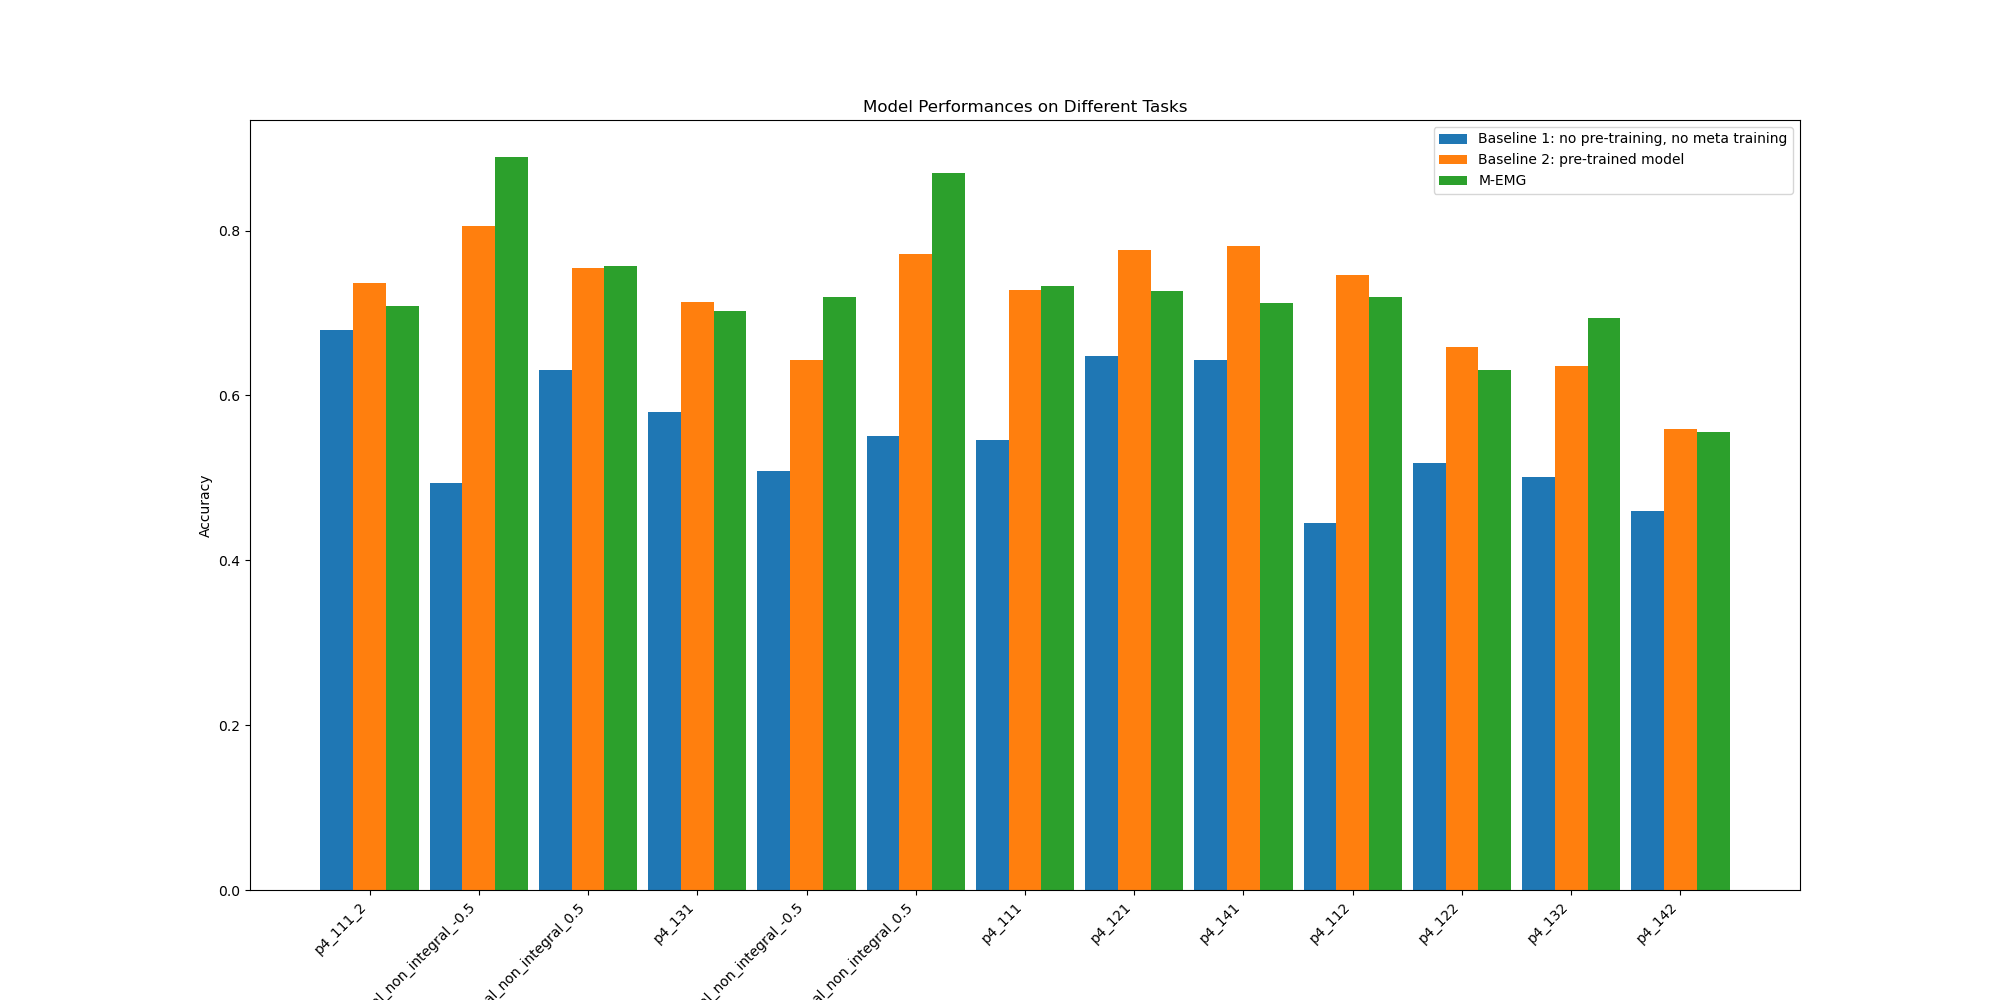 Model Performances on Different Tasks
Baseline 1: no pre-training, no meta training
Baseline 2: pre-trained model
M-EMG
Accuracy
0.8
0.6
0.4
0.2
0.0
p4_111_2
al_non_integral_-0.5
al_non_integral_0.5
p4_131
al_non_integral_-0.5
al_non_integral_0.5
p4_111
p4_121
p4_141
p4_112
p4_122
p4_132
p4_142